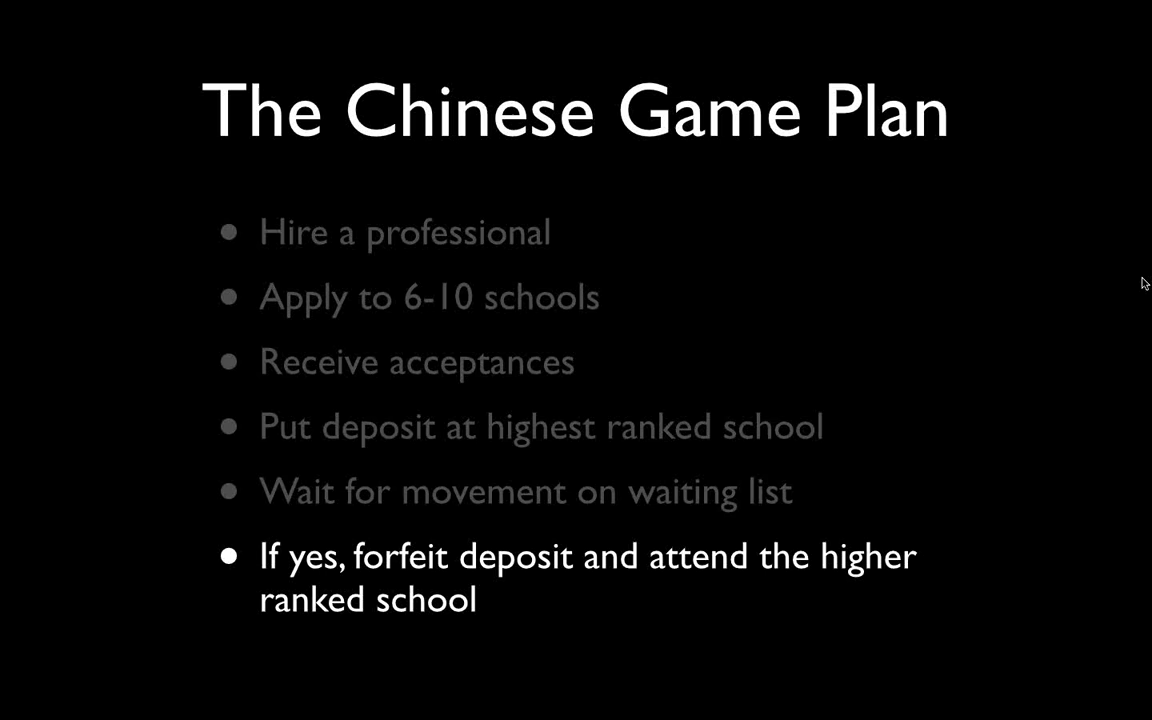 The Chinese Game Plan
• Hire a professional
• Apply to 6-10 schools
• Receive acceptances
• Put deposit at highest ranked school
• Wait for movement on waiting list
• If yes, forfeit deposit and attend the higher
ranked school